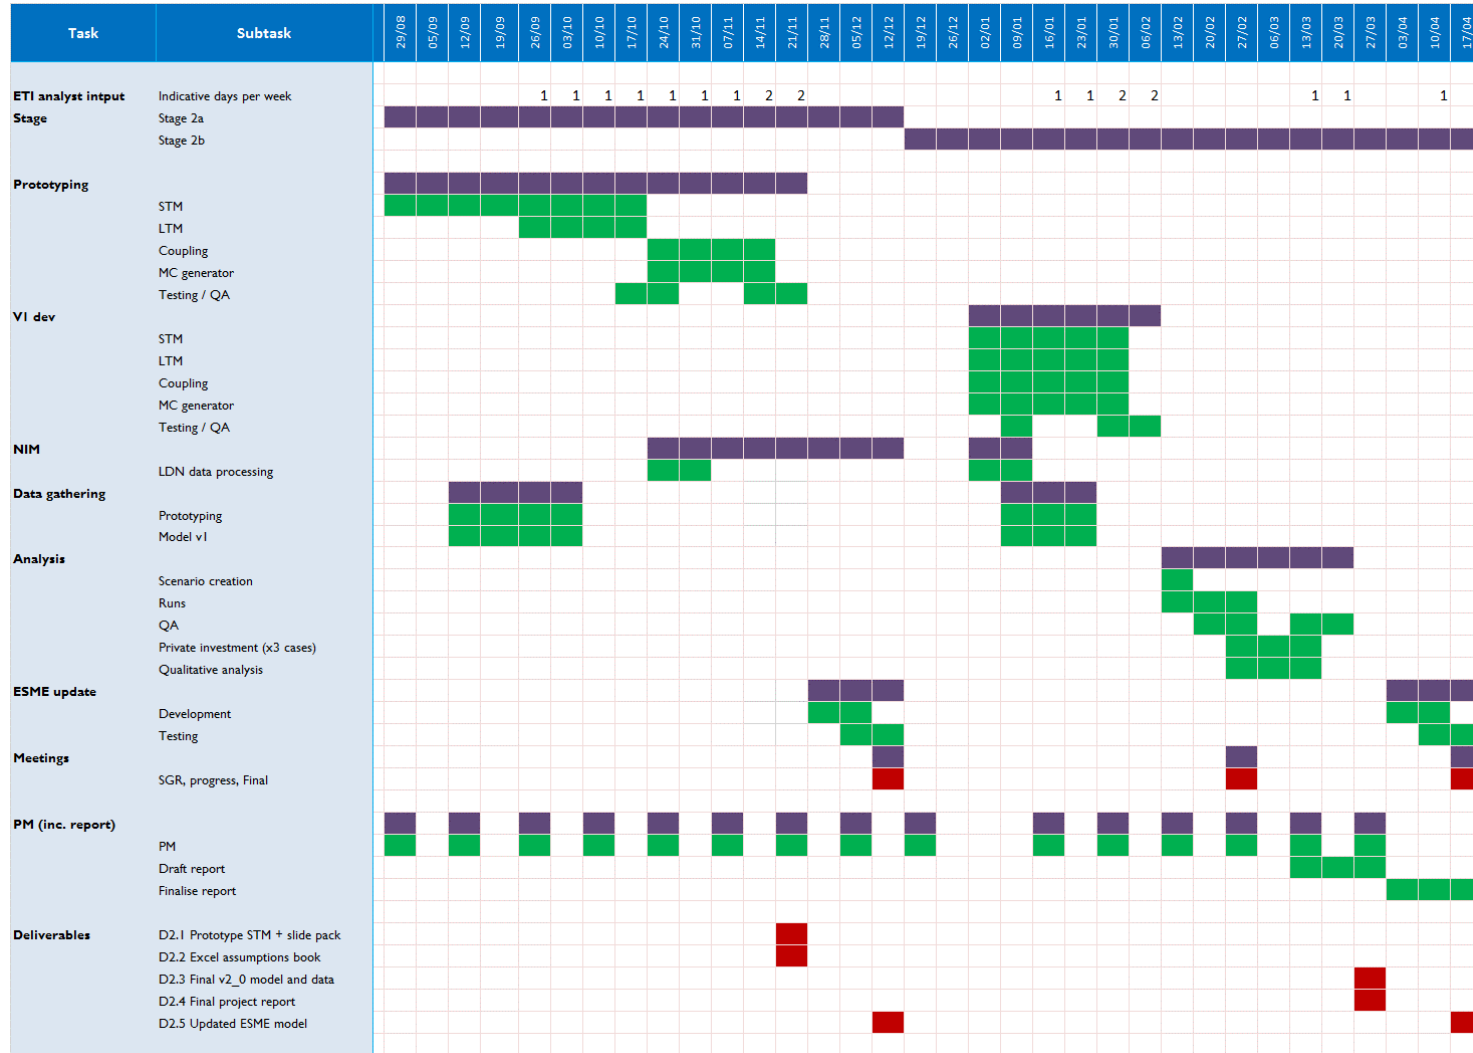 Task Subtask 29/08 05/09 12/09 19/09 26/09 03/10 10/10 17/10 24/10 31/10 07/11 14/11 21/11 28/11 05/12 12/12 19/12 26/12 02/01 09/01 16/01 23/01 30/01 06/02 13/02 20/02 27/02 06/03 13/03 20/03 27/03 03/04 10/04 17/04
ETI analyst intput Indicative days per week 1 1 1 1 1 1 1 2 2 1 1 2 2 1 1 1
Stage Stage 2a
Stage 2b
Prototyping
STM
LTM
Coupling
MC generator
Testing / QA
V1 dev
STM
LTM
Coupling
MC generator
Testing / QA
NIM
LDN data processing
Data gathering
Prototyping
Model v1
Analysis
Scenario creation
Runs
QA
Private investment (x3 cases)
Qualitative analysis
ESME update
Development
Testing
Meetings
SGR, progress, Final
PM (inc. report)
PM
Draft report
Finalise report
Deliverables D2.1 Prototype STM + slide pack
D2.2 Excel assumptions book
D2.3 Final v2_0 model and data
D2.4 Final project report
D2.5 Updated ESME model